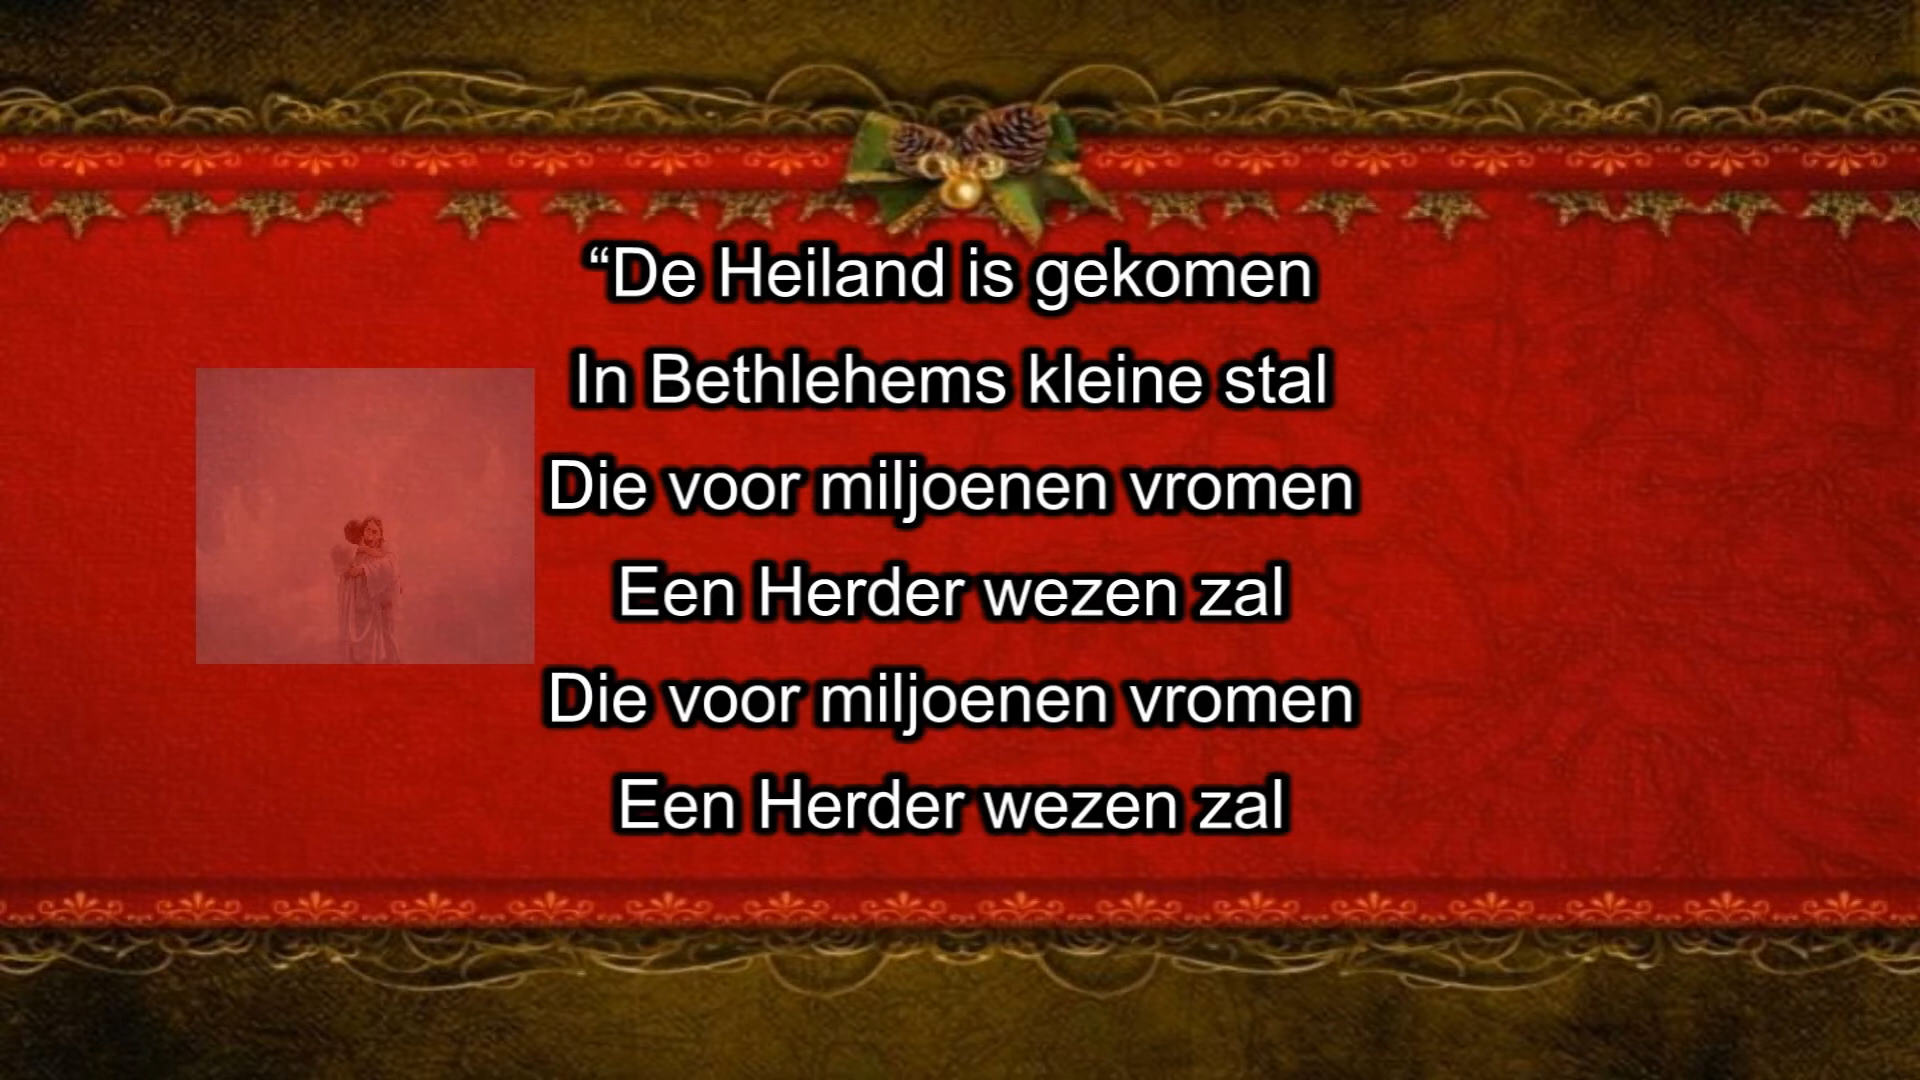 “De Heiland is gekomen
In Bethlehems kleine stal
Die voor miljoenen vromen
Een Herder wezen zal
Die voor miljoenen vromen
Een Herder wezen zal